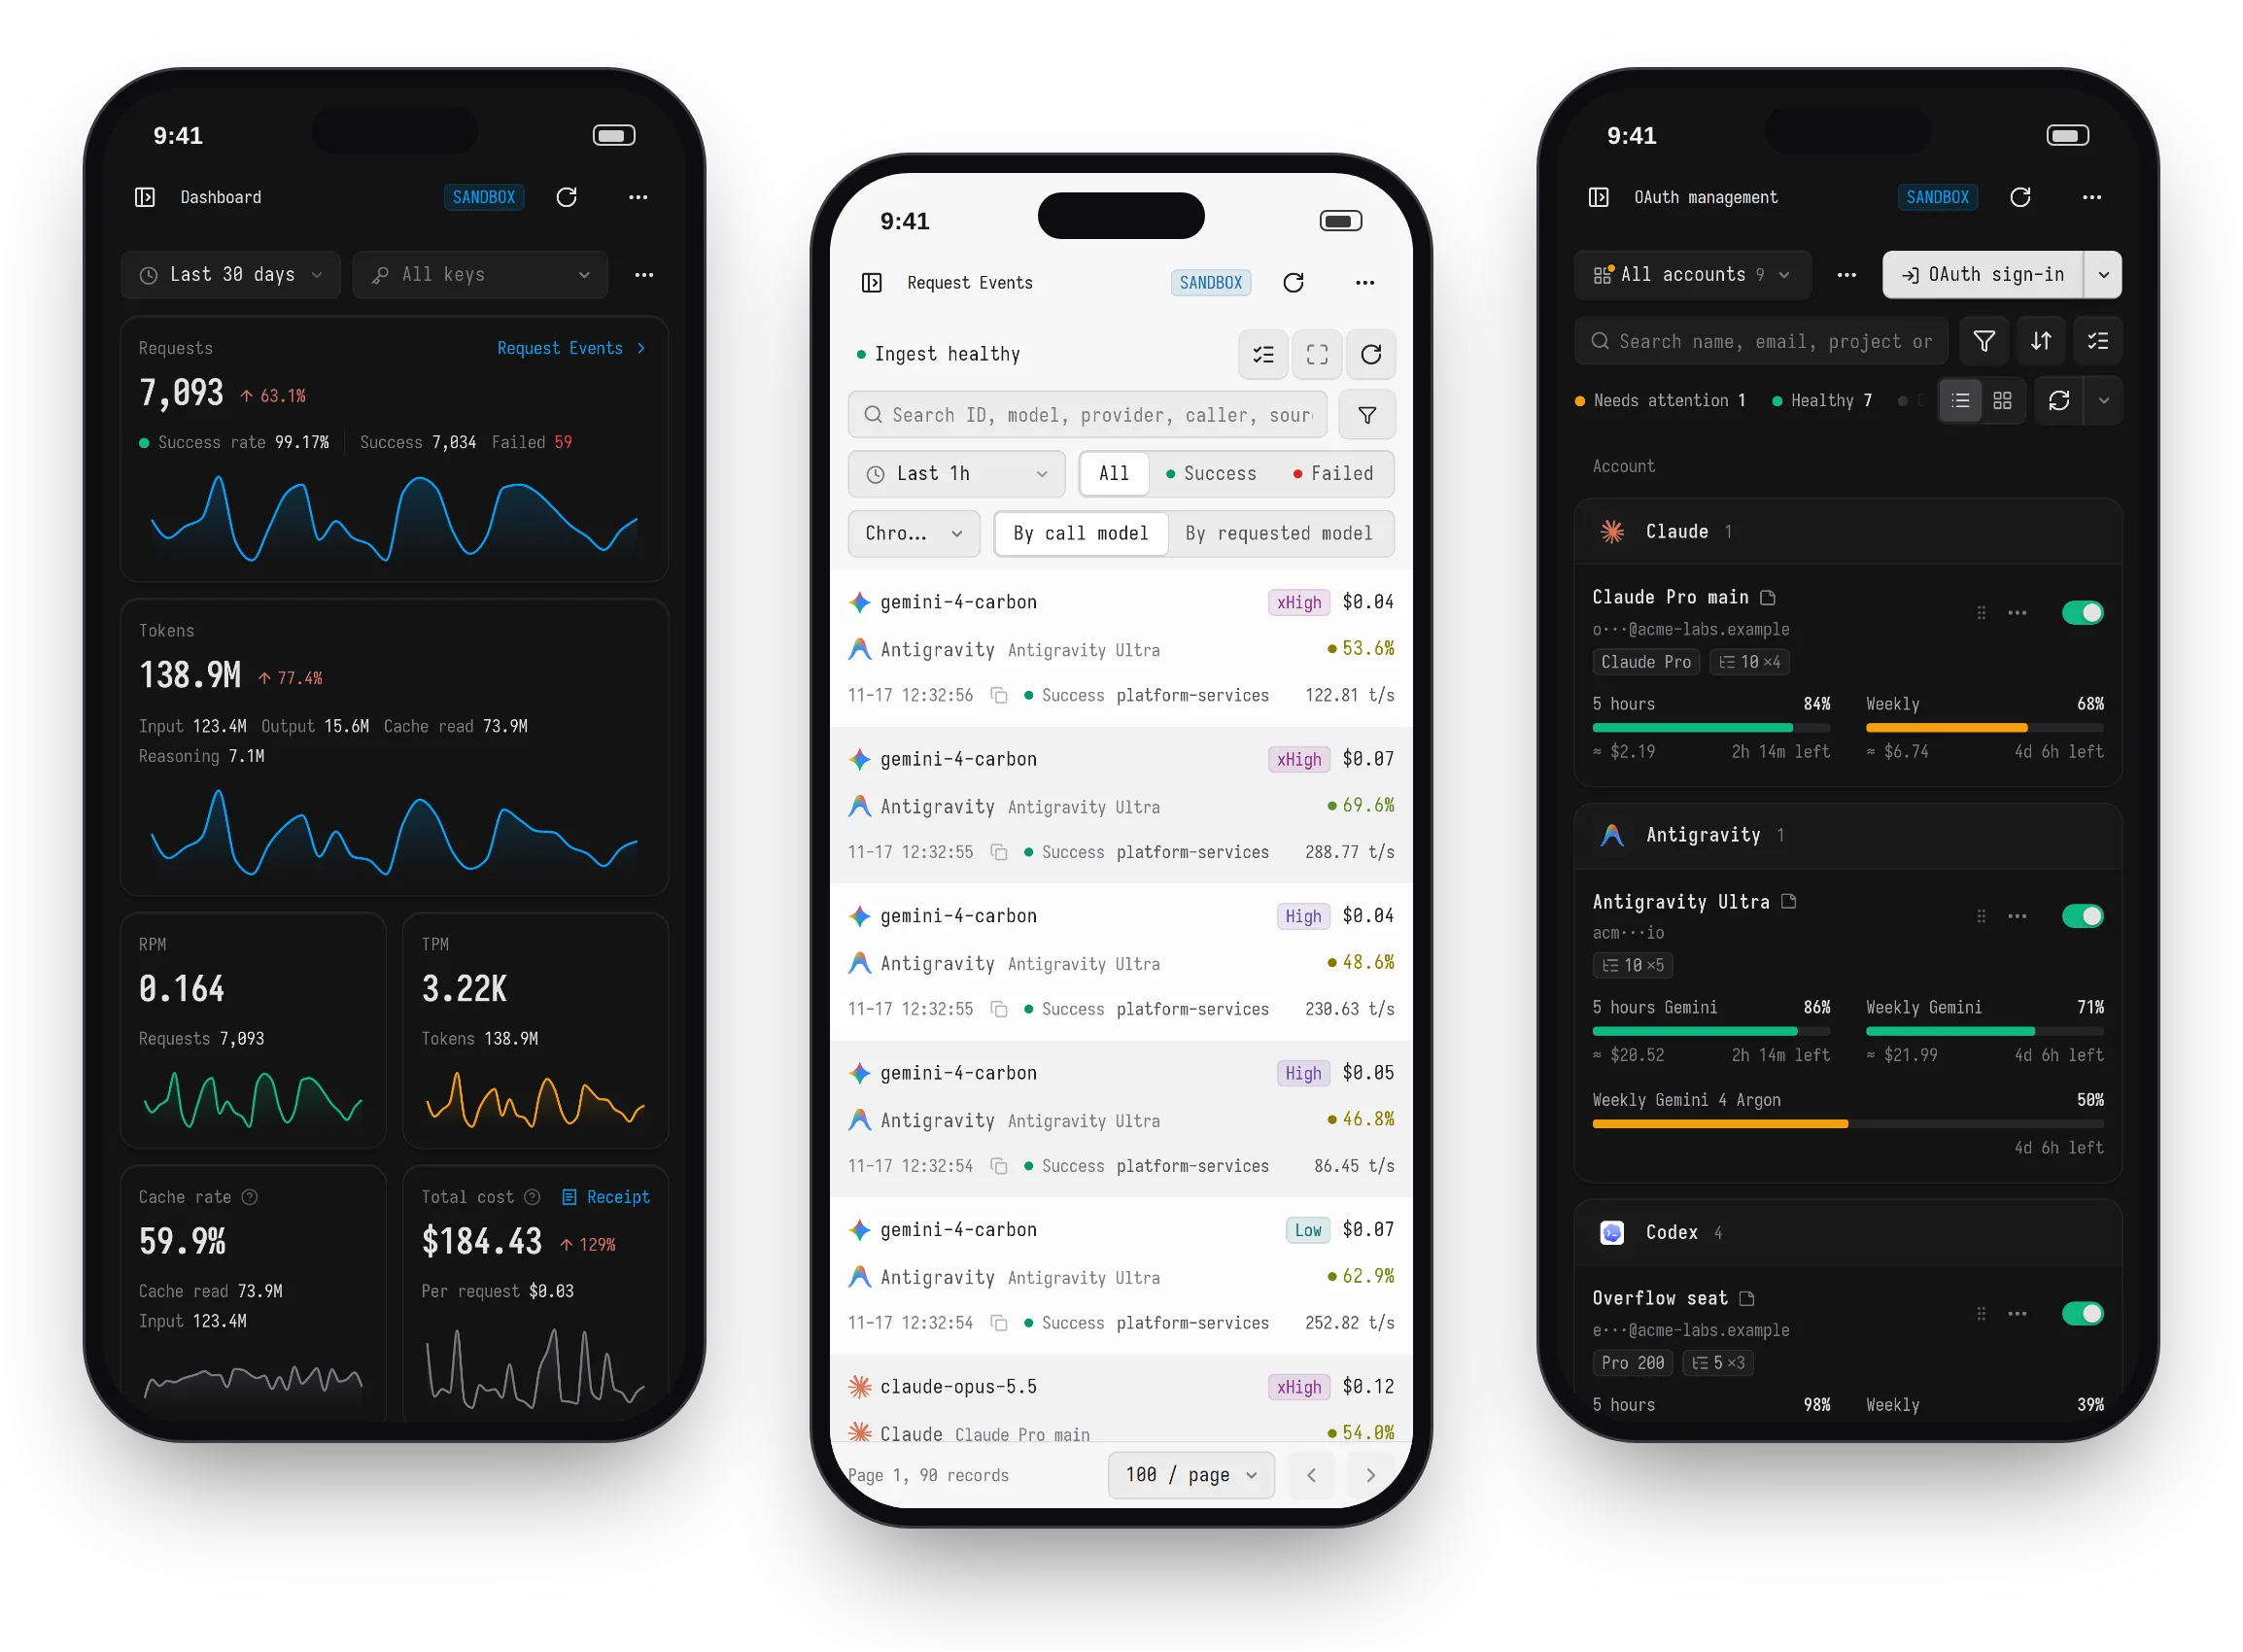 9:41
Dashboard SANDBOX
Last 30 days All keys
Requests Request Events
7,093 ↑ 63.1%
Success rate 99.17% Success 7,034 Failed 59
Tokens
138.9M ↑ 77.4%
Input 123.4M Output 15.6M Cache read 73.9M
Reasoning 7.1M
RPM
0.164
Requests 7,093
TPM
3.22K
Tokens 138.9M
Cache rate
59.9%
Cache read 73.9M
Input 123.4M
Total cost Receipt
$184.43 ↑ 129%
Per request $0.03
9:41
Request Events SANDBOX
Ingest healthy
Search ID, model, provider, caller, sour
Last 1h All Success Failed
Chro... By call model By requested model
gemini-4-carbon xHigh $0.04
Antigravity Antigravity Ultra 53.6%
11-17 12:32:56 Success platform-services 122.81 t/s
gemini-4-carbon xHigh $0.07
Antigravity Antigravity Ultra 69.6%
11-17 12:32:55 Success platform-services 288.77 t/s
gemini-4-carbon High $0.04
Antigravity Antigravity Ultra 48.6%
11-17 12:32:55 Success platform-services 230.63 t/s
gemini-4-carbon High $0.05
Antigravity Antigravity Ultra 46.8%
11-17 12:32:54 Success platform-services 86.45 t/s
gemini-4-carbon Low $0.07
Antigravity Antigravity Ultra 62.9%
11-17 12:32:54 Success platform-services 252.82 t/s
claude-opus-5.5 xHigh $0.12
Claude Claude Pro main 54.0%
Page 1, 90 records 100 / page
9:41
OAuth management SANDBOX
All accounts 9 OAuth sign-in
Search name, email, project or
Needs attention 1 Healthy 7
Account
Claude 1
Claude Pro main
o···@acme-labs.example
Claude Pro 10 ×4
5 hours 84% Weekly 68%
≈ $2.19 2h 14m left ≈ $6.74 4d 6h left
Antigravity 1
Antigravity Ultra
acm···io
10 ×5
5 hours Gemini 86% Weekly Gemini 71%
≈ $20.52 2h 14m left ≈ $21.99 4d 6h left
Weekly Gemini 4 Argon 50%
4d 6h left
Codex 4
Overflow seat
e···@acme-labs.example
Pro 200 5 ×3
5 hours 98% Weekly 39%